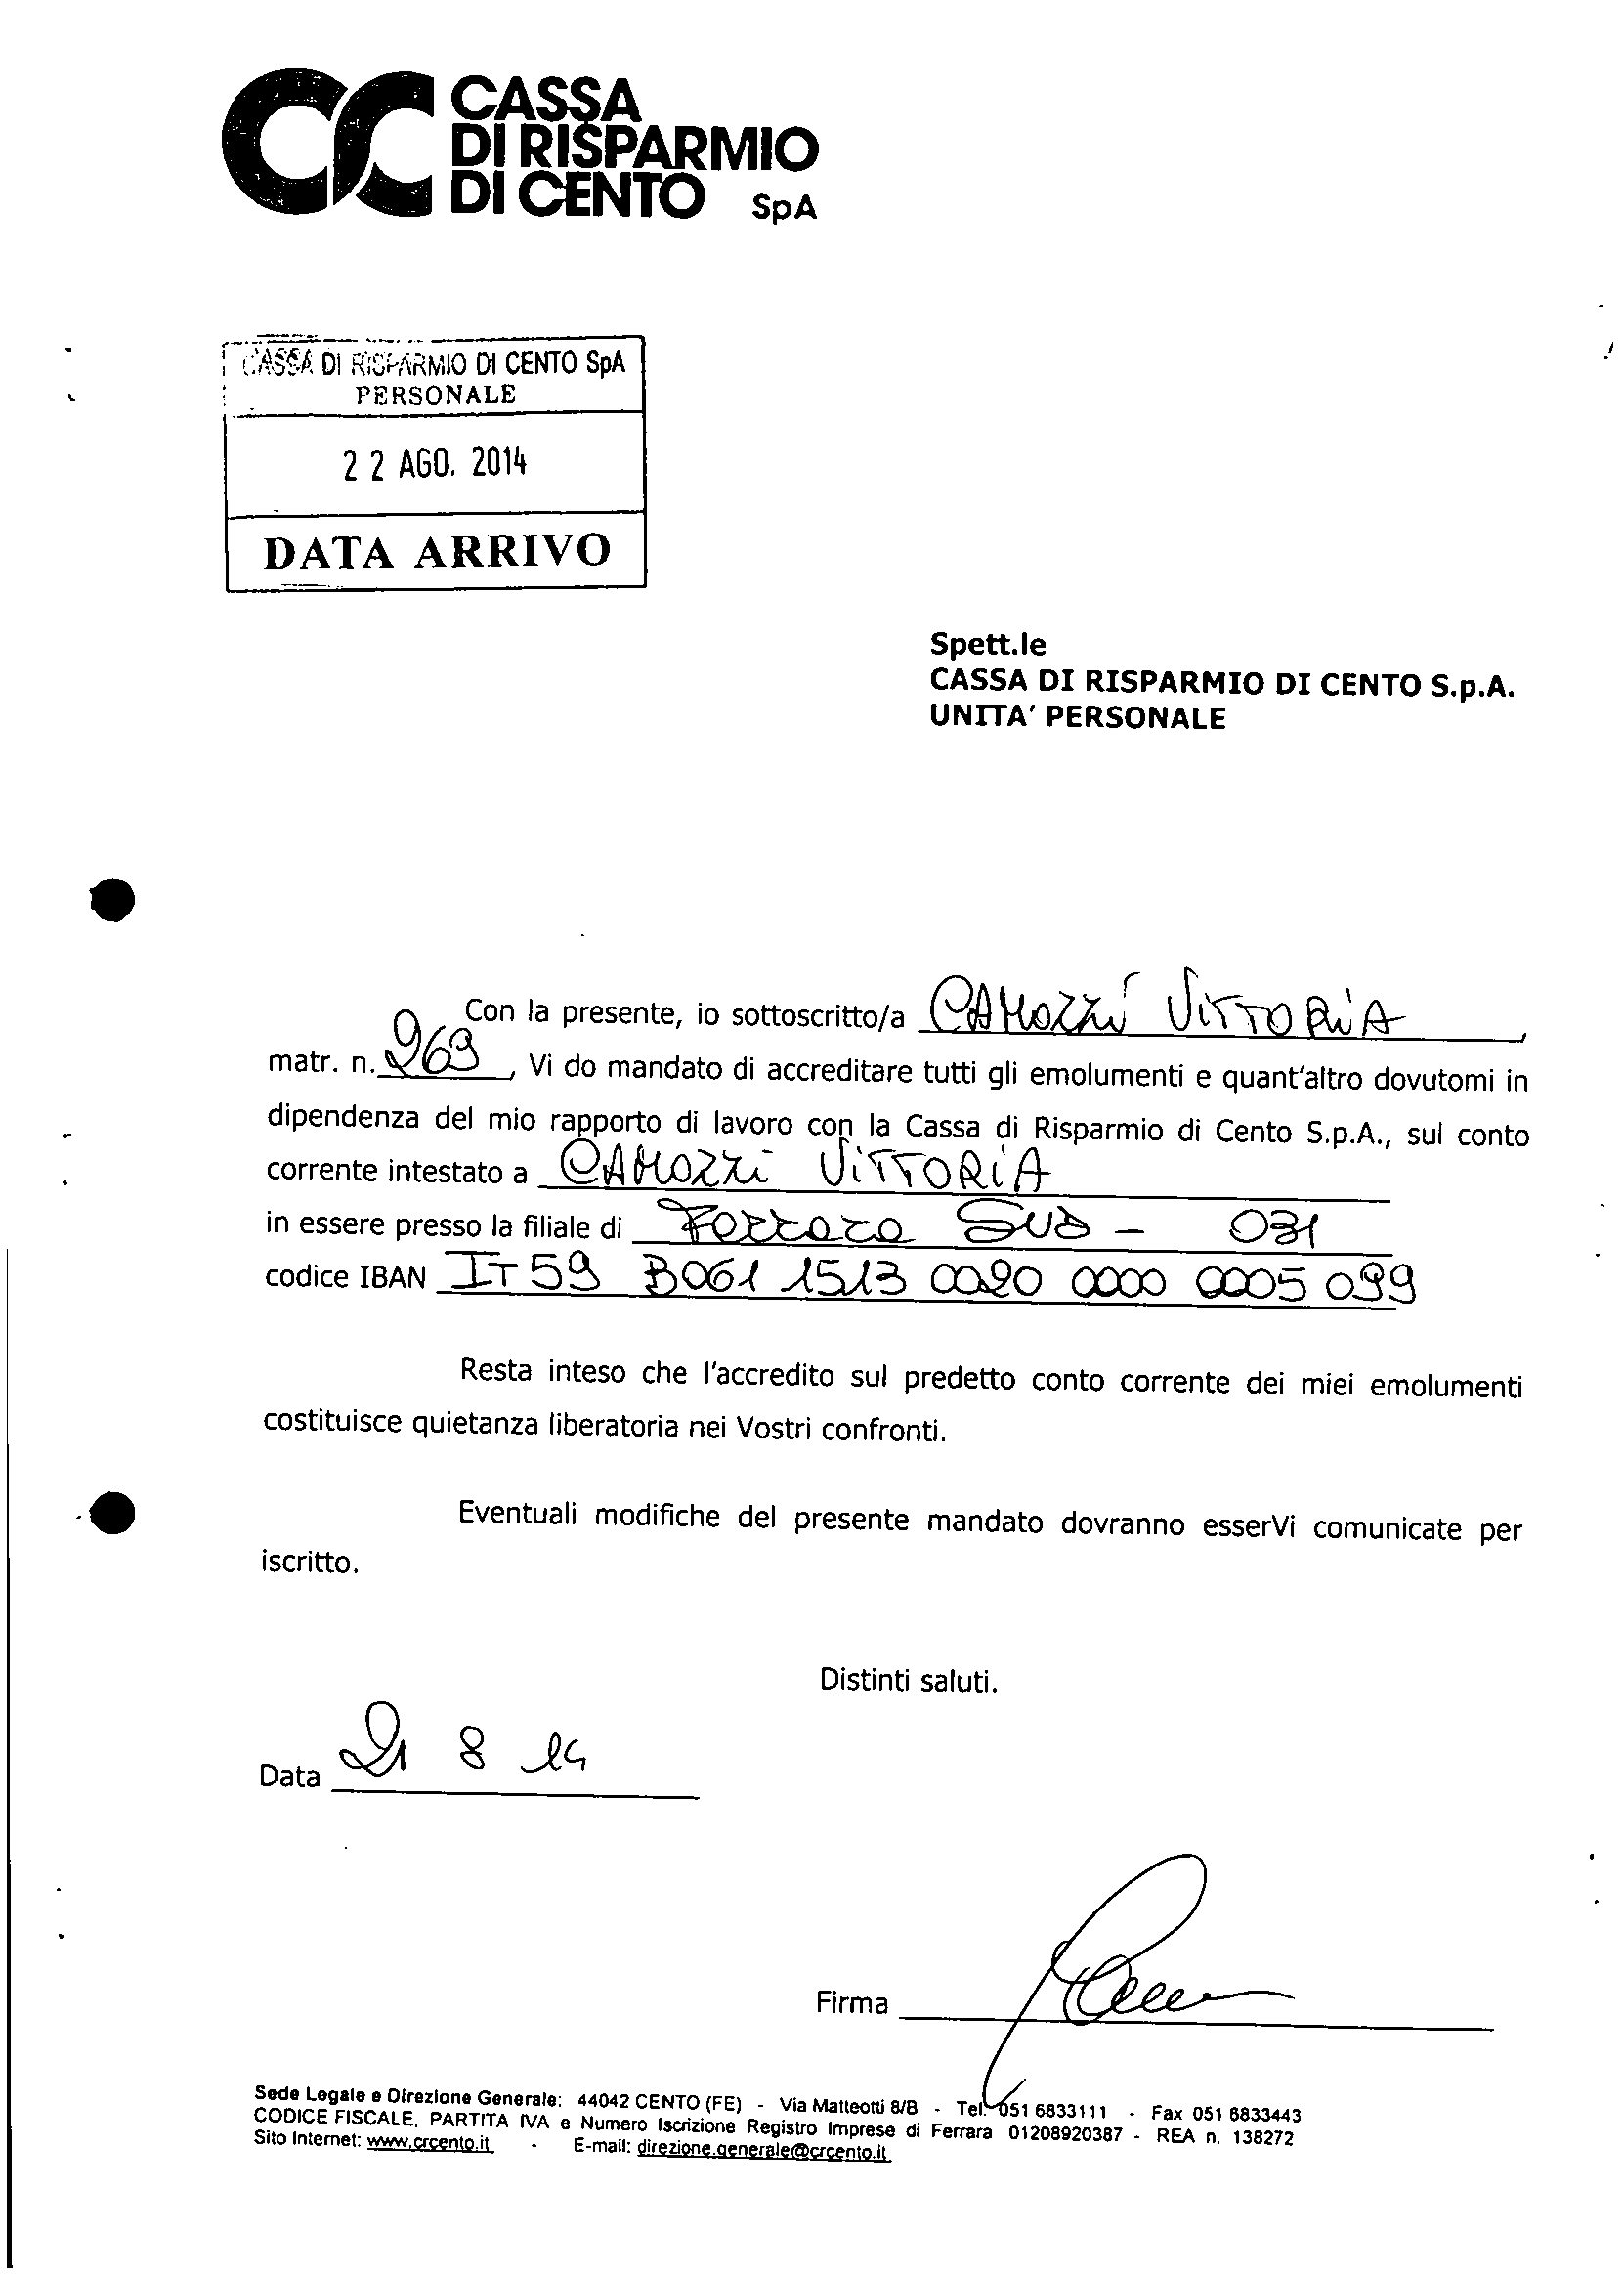 CASSA
DI RISPARMIO
DI CENTO SpA
CASSA DI RISPARMIO DI CENTO SpA
PERSONALE
22 AGO. 2014
DATA ARRIVO
Spett.le
CASSA DI RISPARMIO DI CENTO S.p.A.
UNITA' PERSONALE
Con la presente, io sottoscritto/a CAMOZZI VITTORIA,
matr. n. 969, Vi do mandato di accreditare tutti gli emolumenti e quant'altro dovutomi in
dipendenza del mio rapporto di lavoro con la Cassa di Risparmio di Cento S.p.A., sul conto
corrente intestato a CAMOZZI VITTORIA
in essere presso la filiale di Ferrara Sud - 031
codice IBAN IT59 B061 1513 0020 0000 0005 099
Resta inteso che l'accredito sul predetto conto corrente dei miei emolumenti
costituisce quietanza liberatoria nei Vostri confronti.
Eventuali modifiche del presente mandato dovranno esserVi comunicate per
iscritto.
Distinti saluti.
Data 21 8 14
Firma
Sede Legale e Direzione Generale: 44042 CENTO (FE) - Via Matteotti 8/B - Tel. 051 6833111 - Fax 051 6833443
CODICE FISCALE, PARTITA IVA e Numero Iscrizione Registro Imprese di Ferrara 01208920387 - REA n. 138272
Sito Internet: www.crcento.it - E-mail: direzione.generale@crcento.it